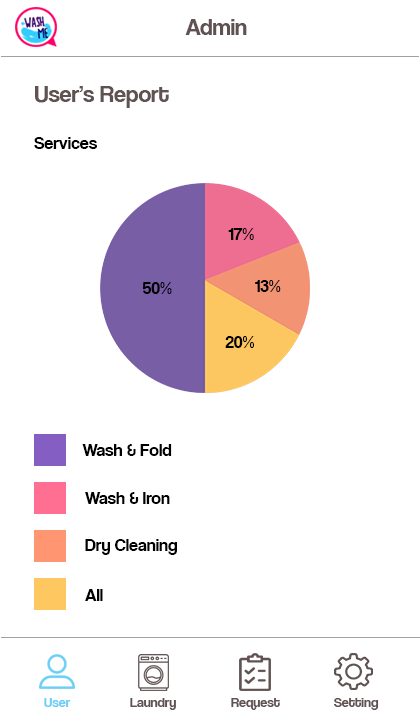 WASH
ME
Admin
User's Report
Services
17%
50%
13%
20%
Wash & Fold
Wash & Iron
Dry Cleaning
All
User
Laundry
Request
Setting